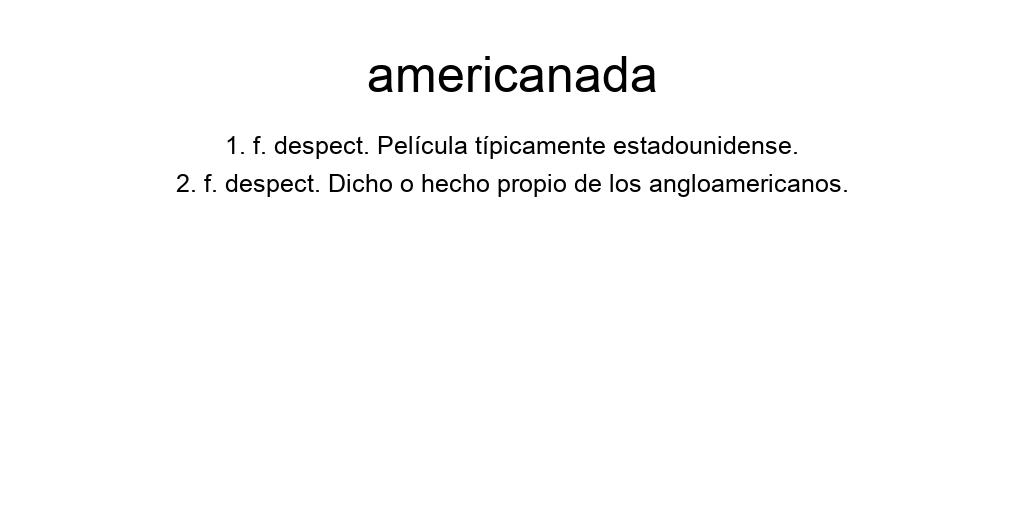 americanada
1. f. despect. Película típicamente estadounidense.
2. f. despect. Dicho o hecho propio de los angloamericanos.